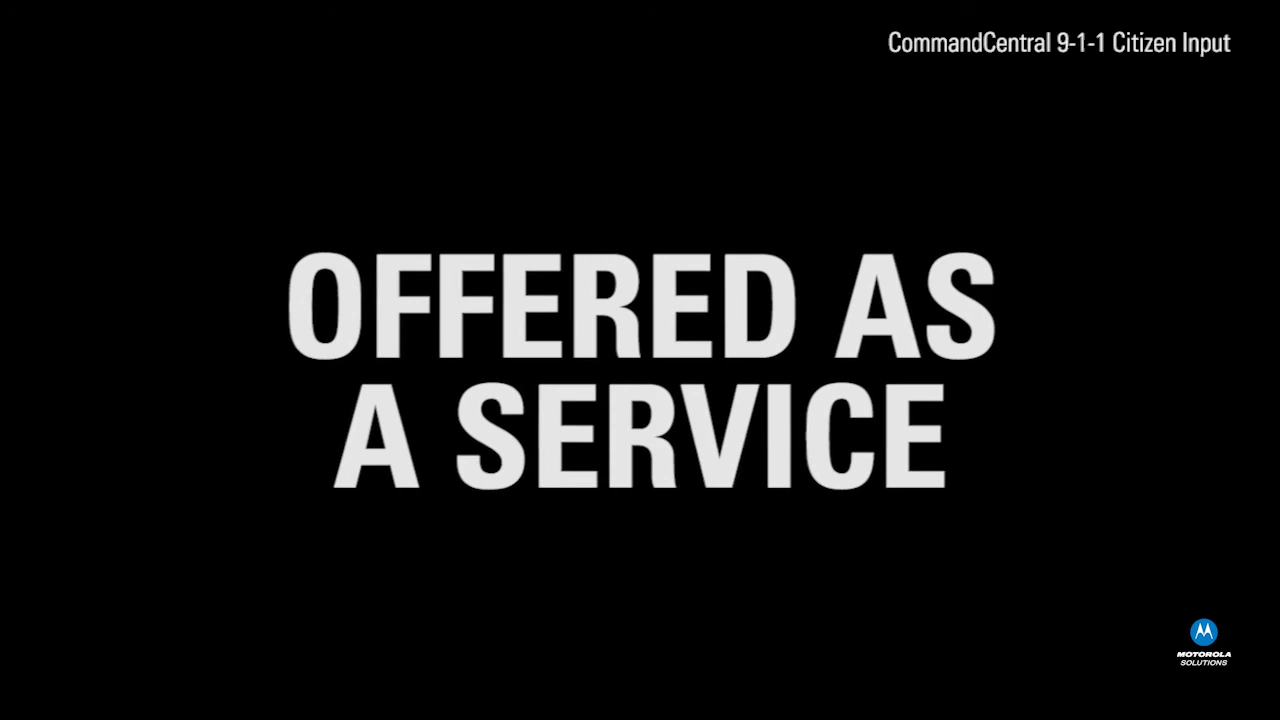 CommandCentral 9-1-1 Citizen Input
OFFERED AS
A SERVICE
MOTOROLA
SOLUTIONS